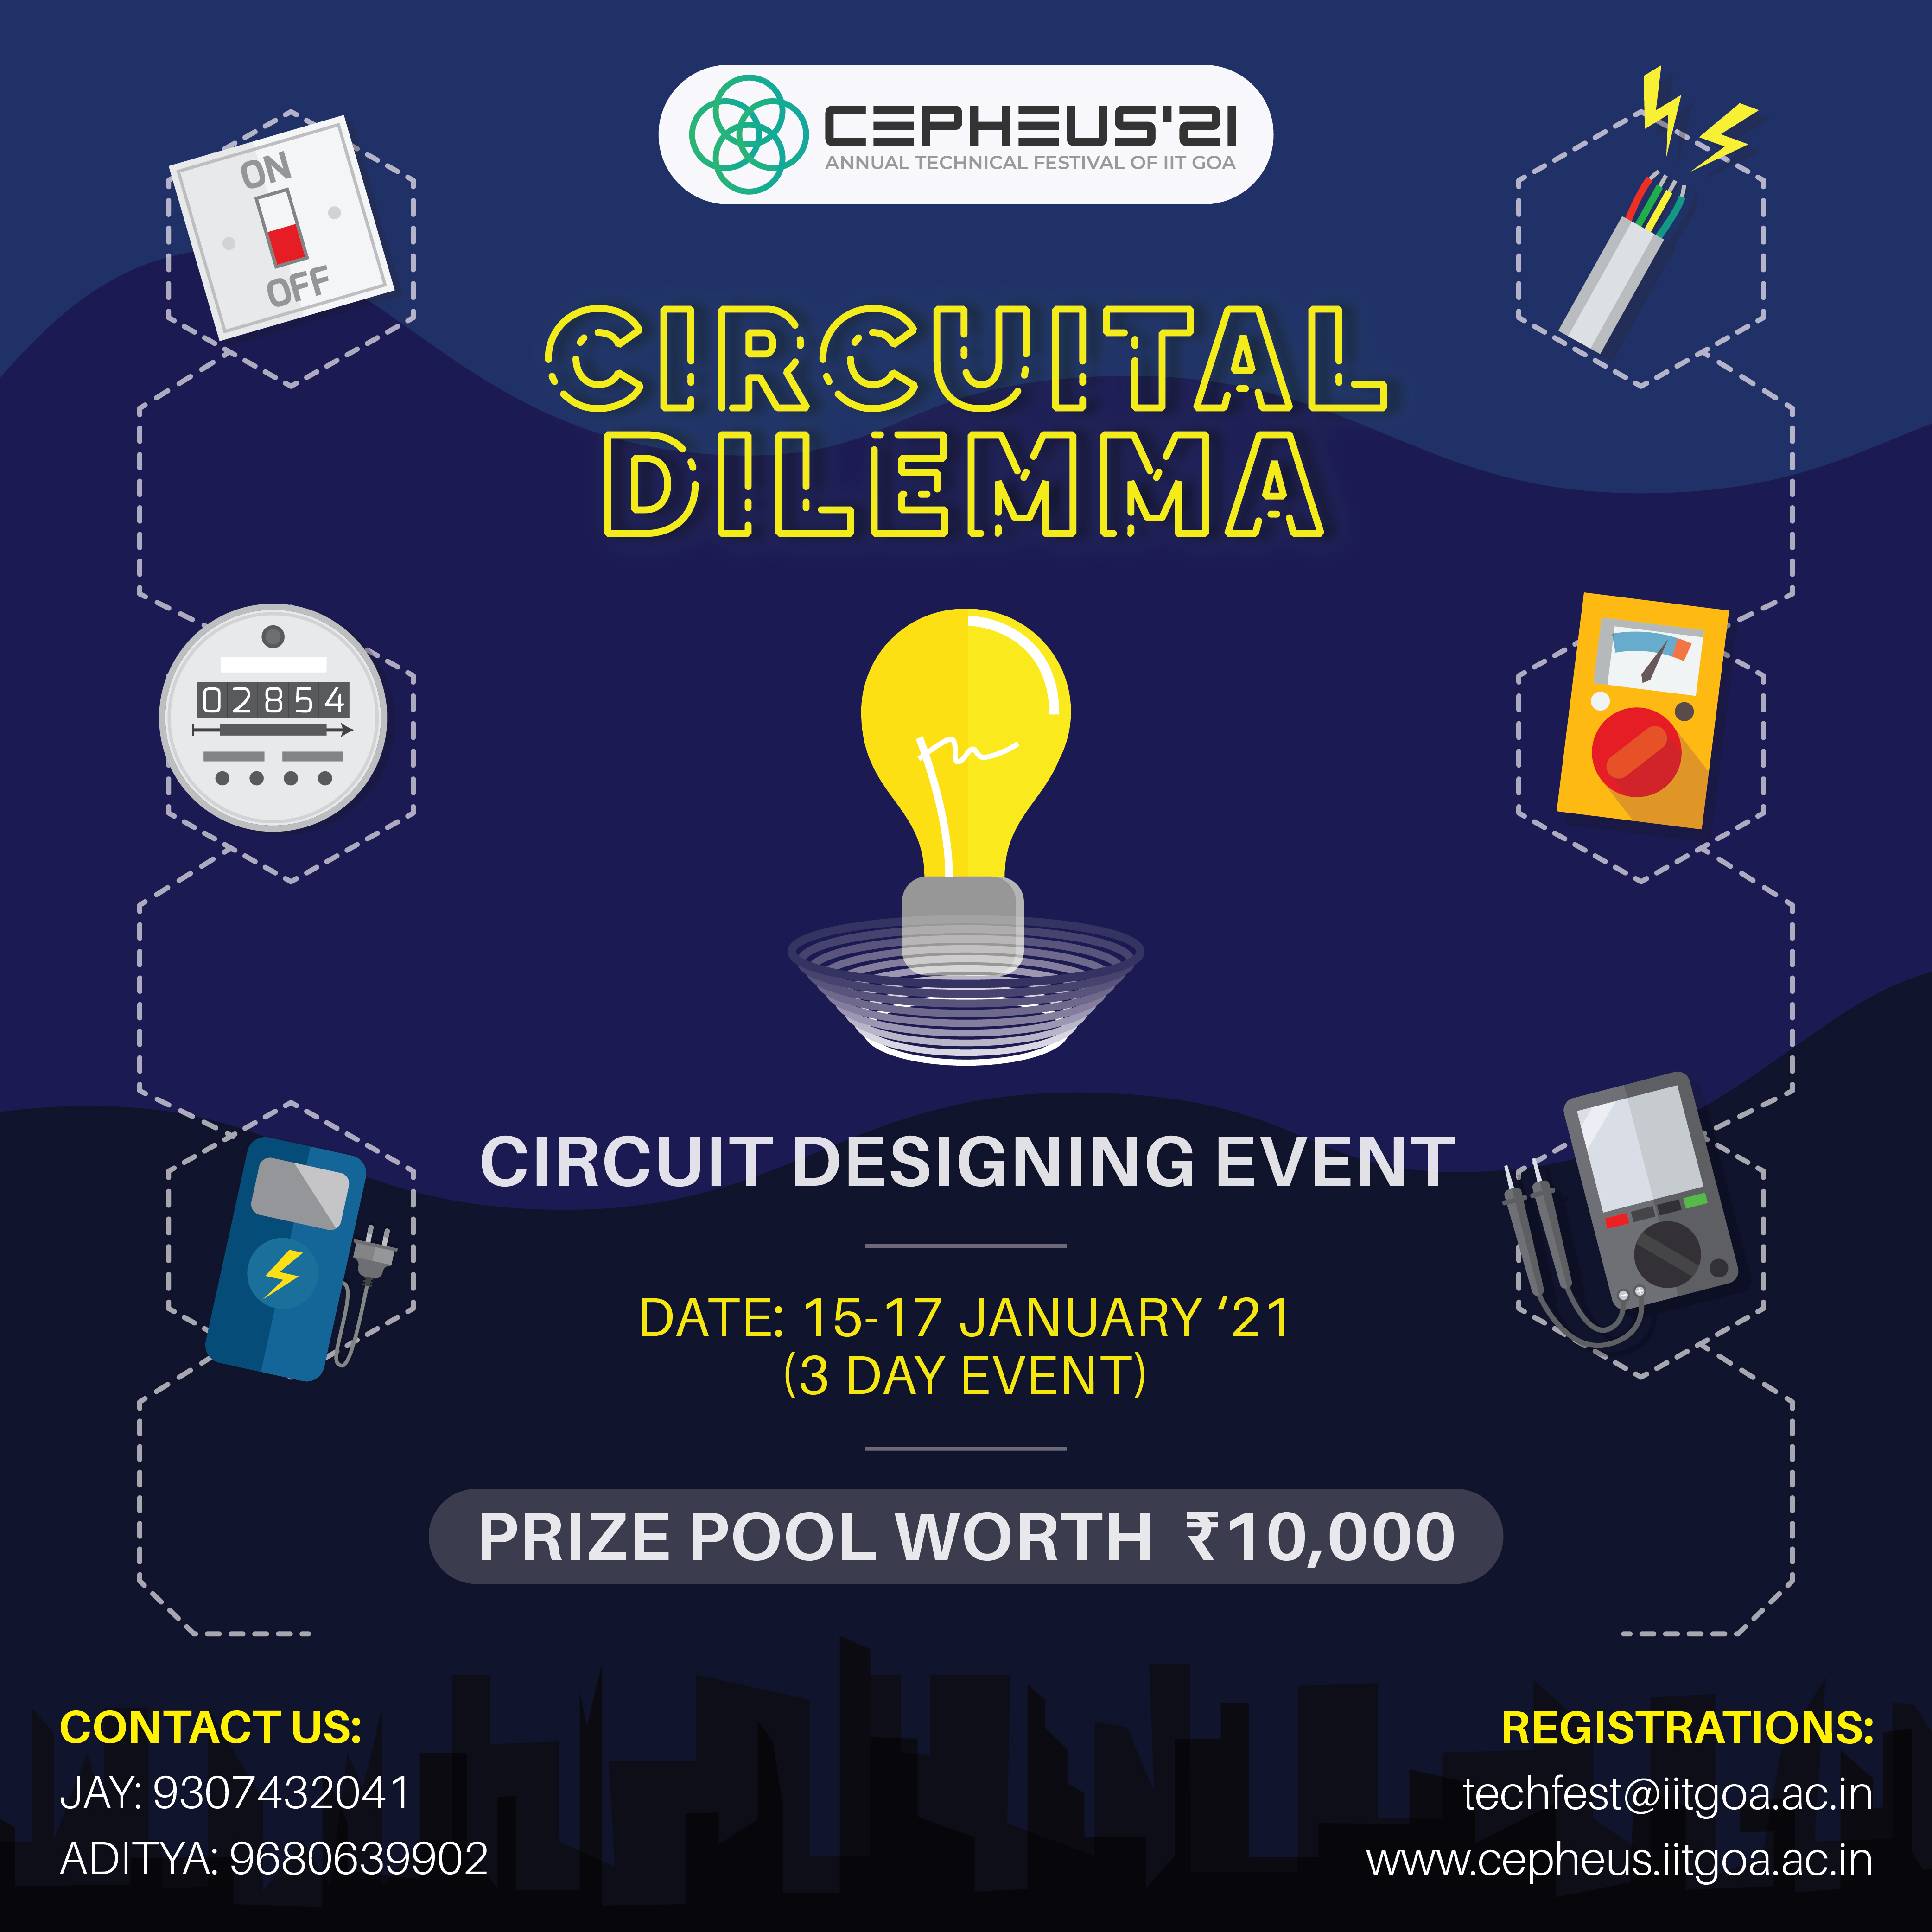 CEPHEUS'21
ANNUAL TECHNICAL FESTIVAL OF IIT GOA
ON
OFF
CIRCUITAL
DILEMMA
02854
CIRCUIT DESIGNING EVENT
DATE: 15-17 JANUARY ‘21
(3 DAY EVENT)
PRIZE POOL WORTH ₹10,000
CONTACT US:
JAY: 9307432041
ADITYA: 9680639902
REGISTRATIONS:
techfest@iitgoa.ac.in
www.cepheus.iitgoa.ac.in